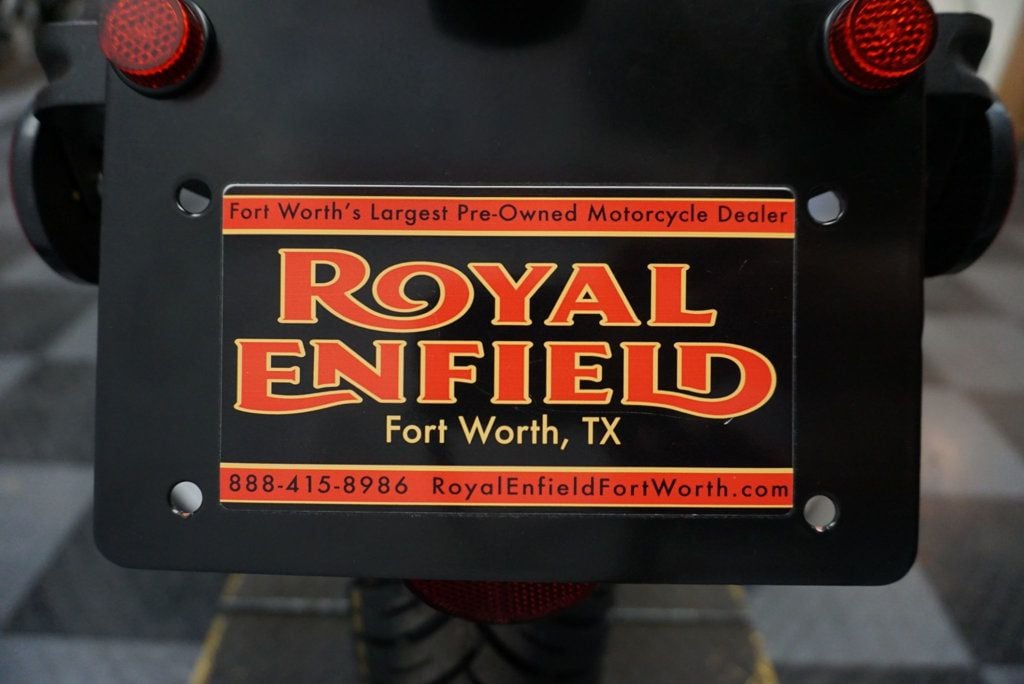 Fort Worth's Largest Pre-Owned Motorcycle Dealer
ROYAL
ENFIELD
Fort Worth, TX
888-415-8986 RoyalEnfieldFortWorth.com